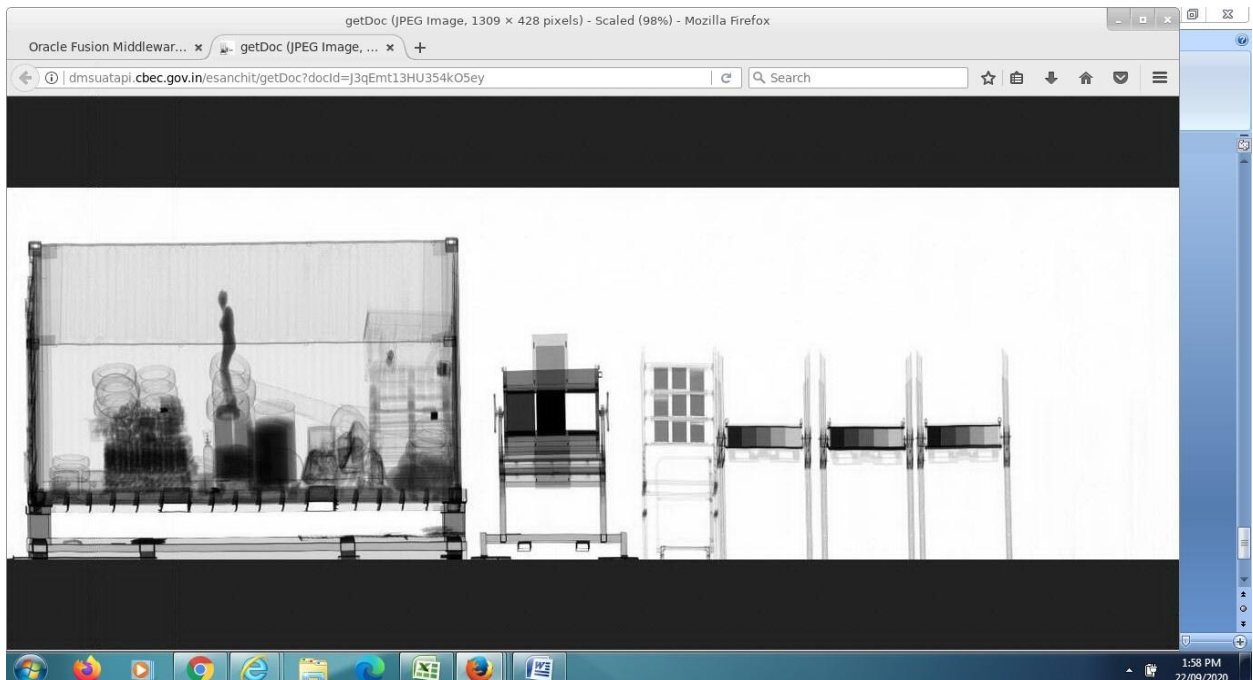 getDoc (JPEG Image, 1309 × 428 pixels) - Scaled (98%) - Mozilla Firefox
Oracle Fusion Middlewar...
getDoc (JPEG Image, ...
dmsuatapi.cbec.gov.in/esanchit/getDoc?docId=J3qEmt13HU354kO5ey
Search
1:58 PM
22/09/2020